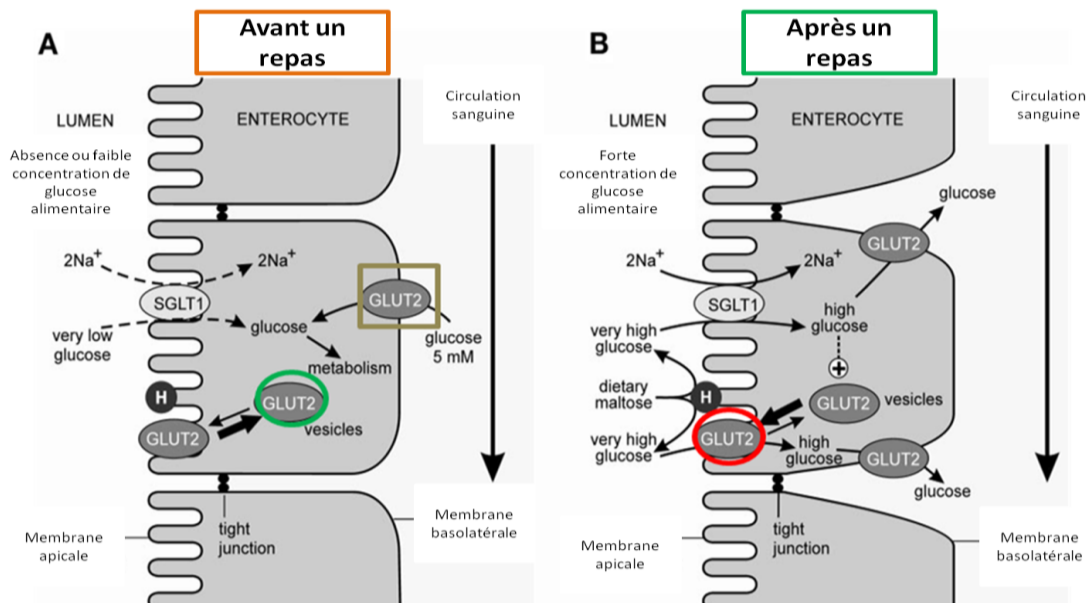 A
Avant un
repas
LUMEN
ENTEROCYTE
Circulation
sanguine
Absence ou faible
concentration de
glucose
alimentaire
2Na+
2Na+
SGLT1
GLUT2
very low
glucose
glucose
glucose
5 mM
metabolism
H
GLUT2
vesicles
GLUT2
Membrane
apicale
tight
junction
Membrane
basolatérale
B
Après un
repas
LUMEN
ENTEROCYTE
Circulation
sanguine
Forte
concentration de
glucose
alimentaire
glucose
GLUT2
2Na+
2Na+
SGLT1
high
glucose
very high
glucose
+
dietary
maltose
H
GLUT2
vesicles
GLUT2
very high
glucose
high
glucose
GLUT2
glucose
Membrane
apicale
tight
junction
Membrane
basolatérale